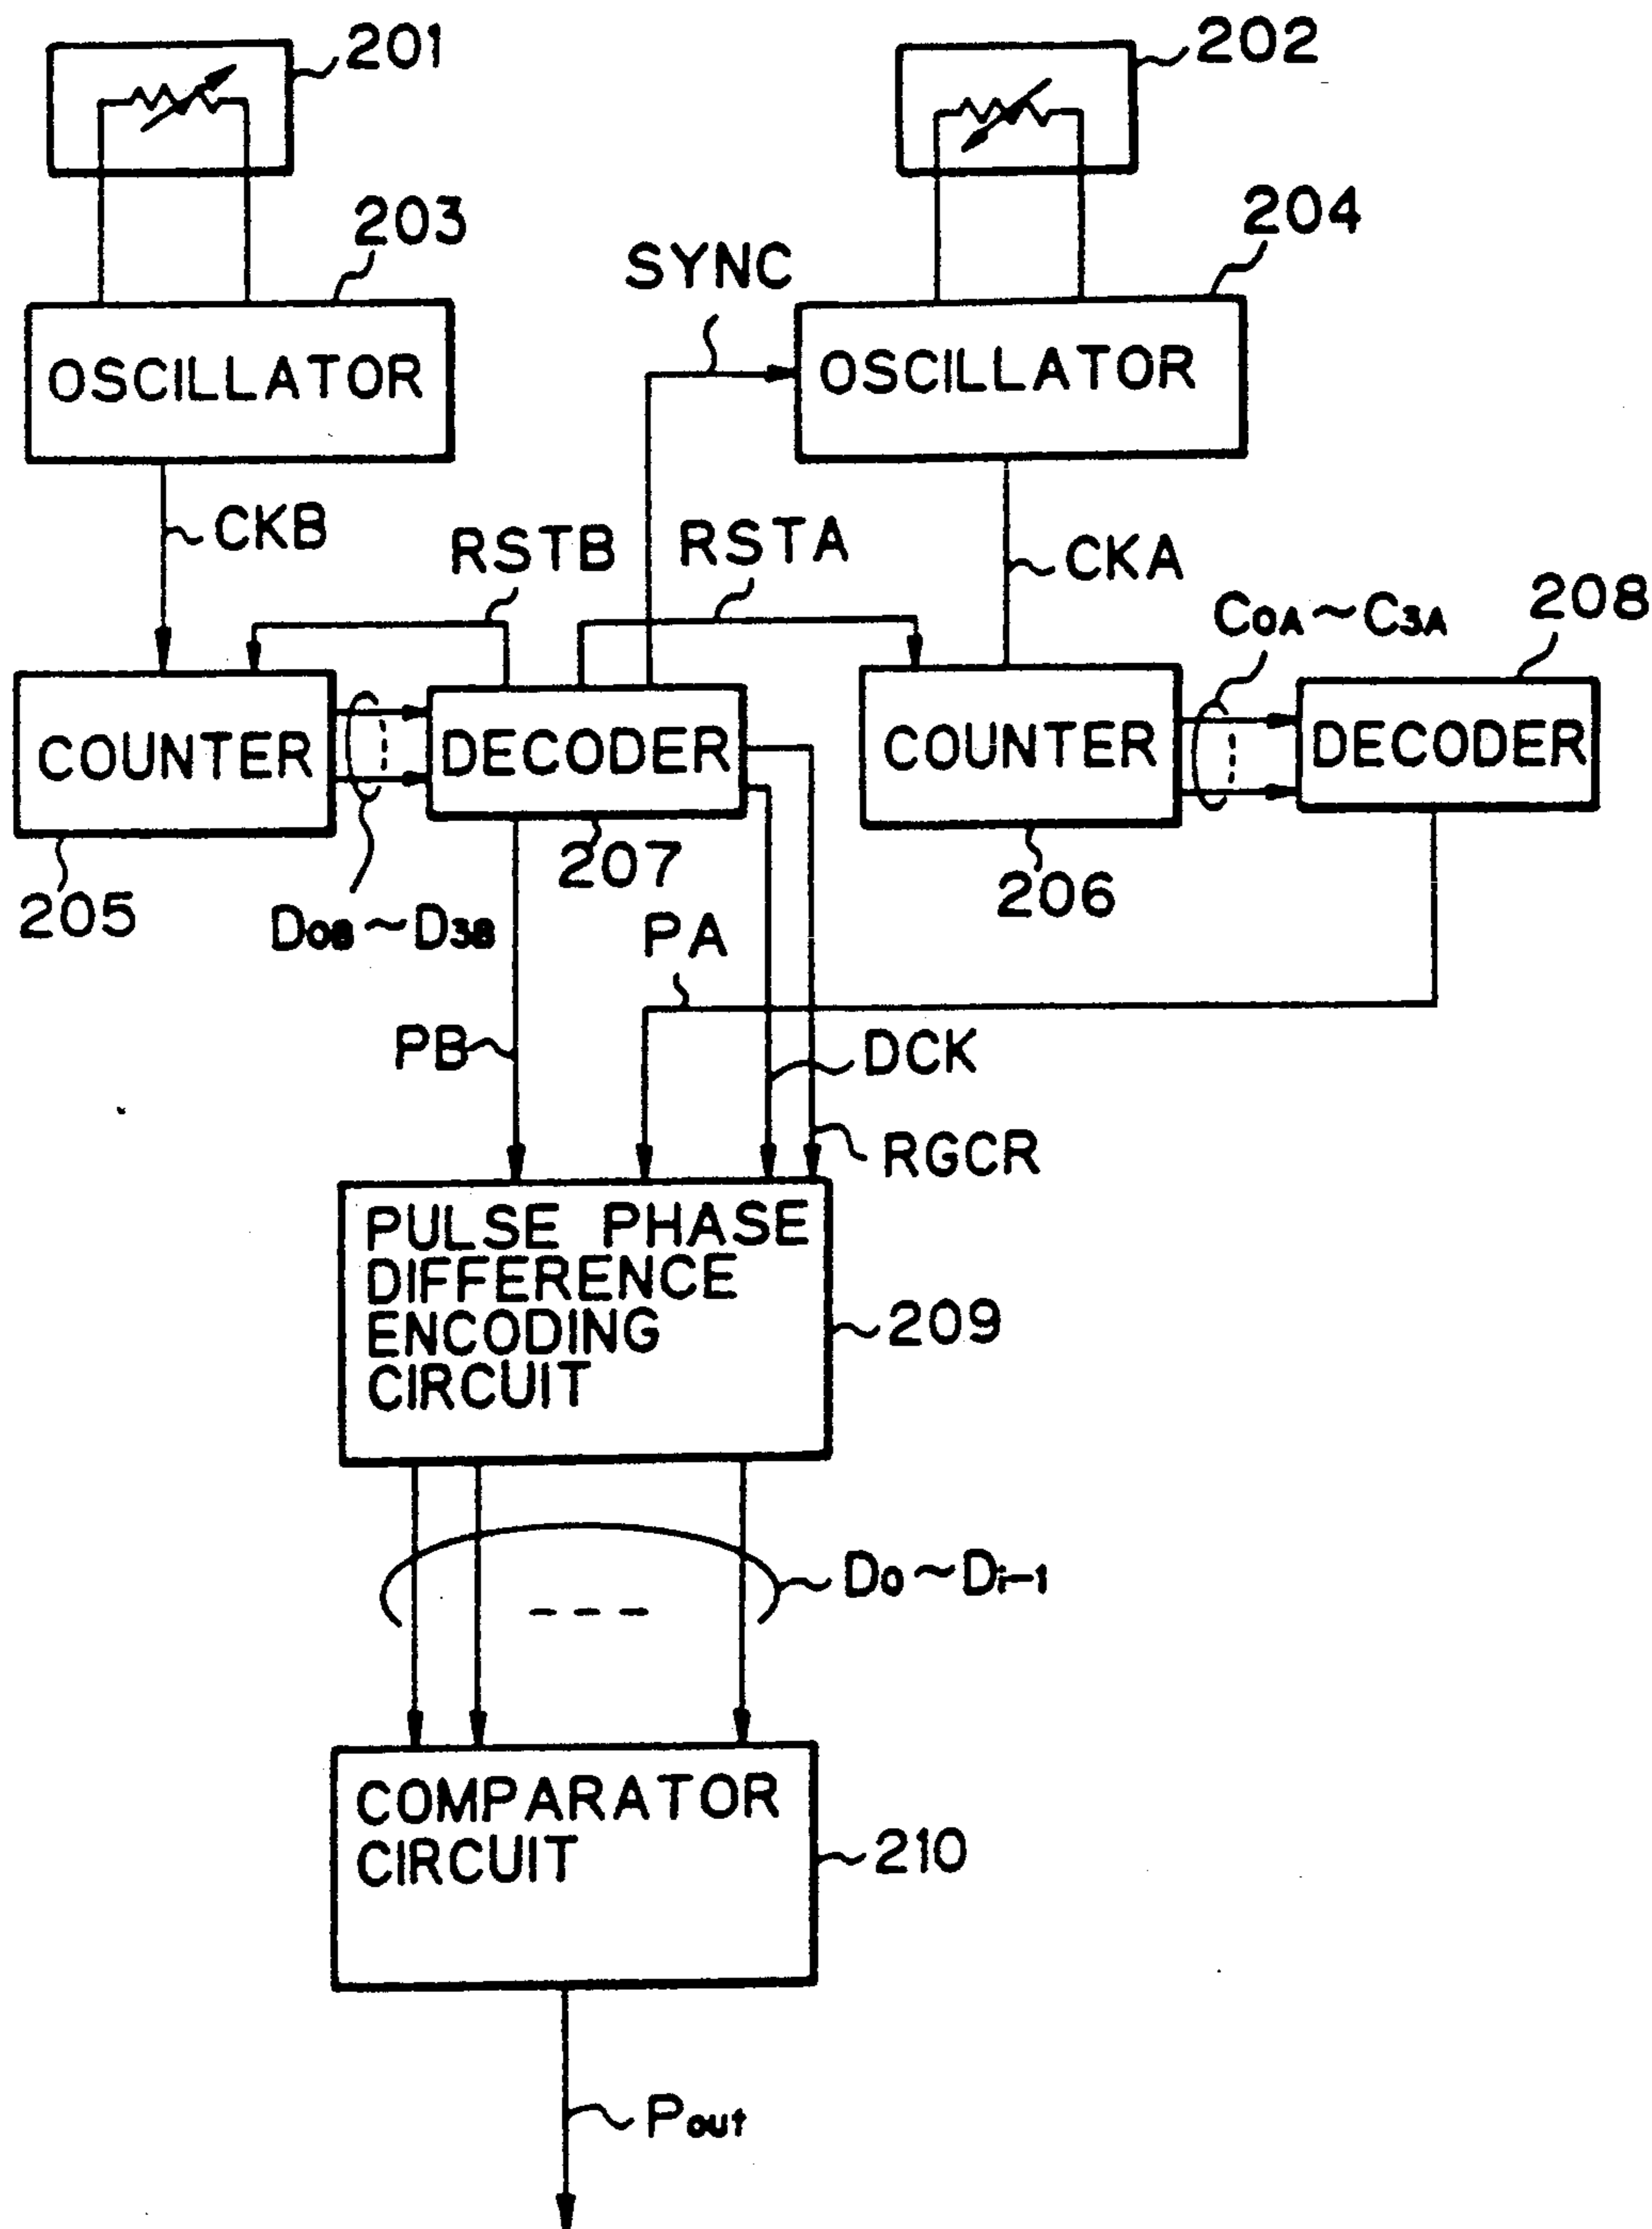 201
202
203
204
SYNC
OSCILLATOR
OSCILLATOR
CKB
RSTB
RSTA
CKA
C0A~C3A
208
COUNTER
DECODER
COUNTER
DECODER
205
207
206
D0B~D3B
PA
PB
DCK
RGCR
PULSE PHASE
DIFFERENCE
ENCODING
CIRCUIT
209
D0~Di-1
COMPARATOR
CIRCUIT
210
Pout